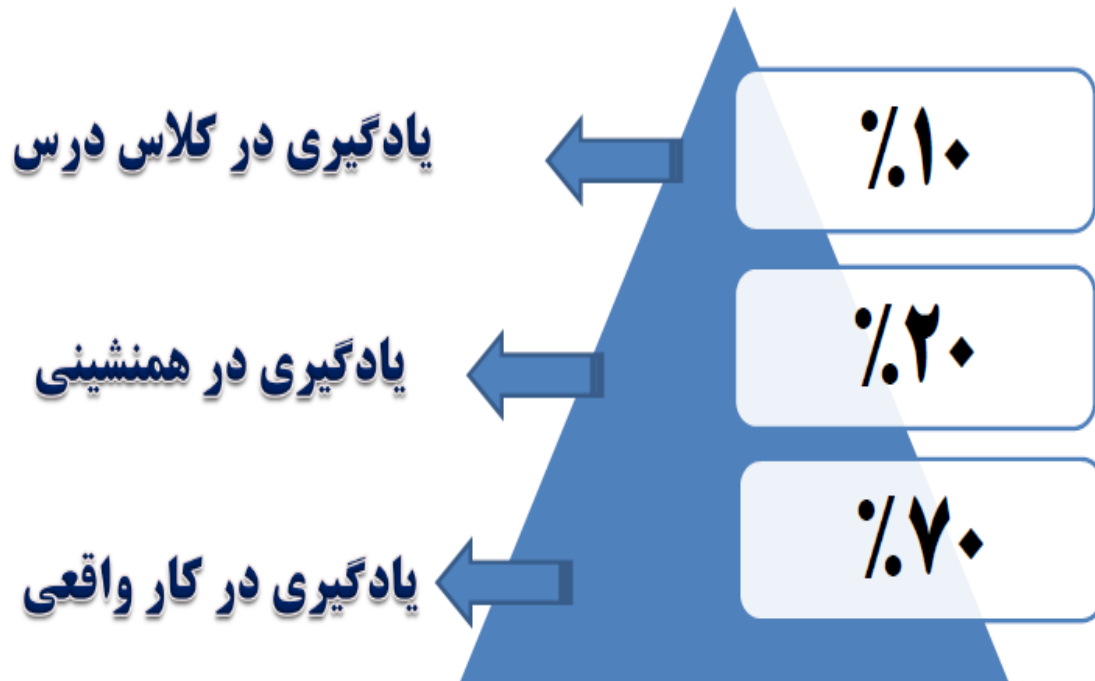 یادگیری در کلاس درس
%۱۰
یادگیری در همنشینی
%۲۰
یادگیری در کار واقعی
%۷۰